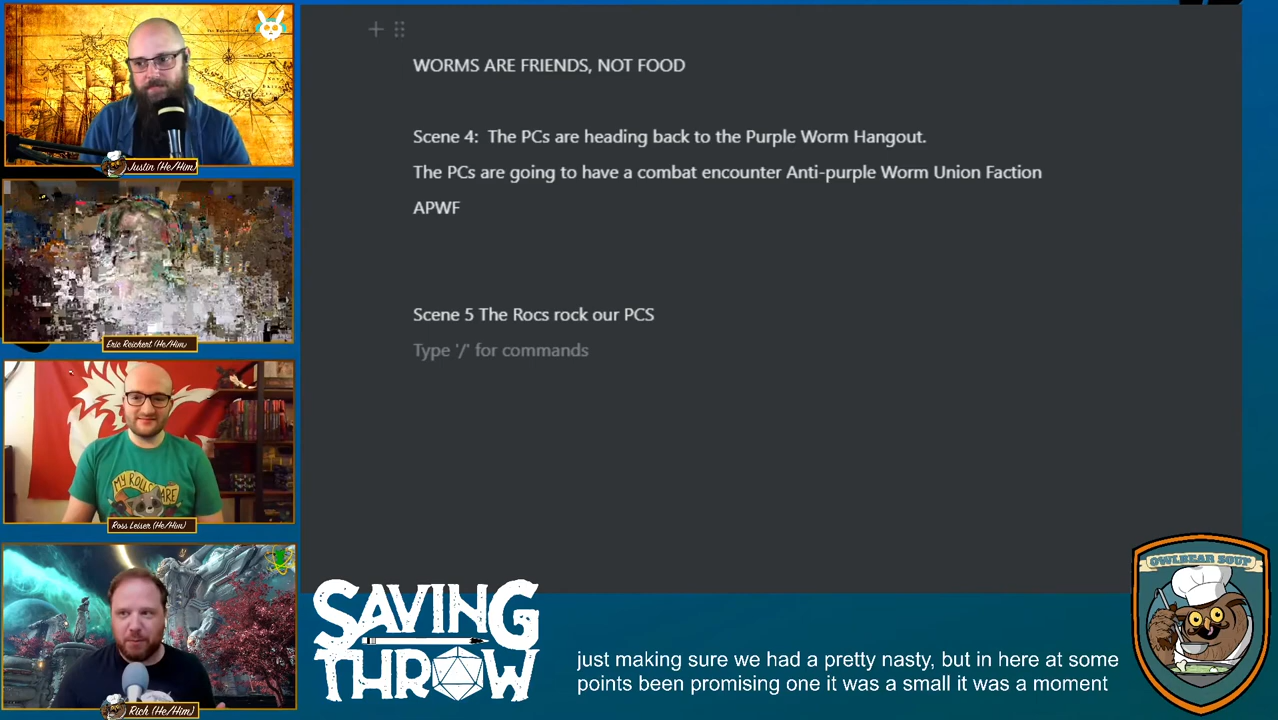 WORMS ARE FRIENDS, NOT FOOD
Scene 4:  The PCs are heading back to the Purple Worm Hangout.
The PCs are going to have a combat encounter Anti-purple Worm Union Faction
APWF
Scene 5 The Rocs rock our PCS
Type '/' for commands
Justin (He/Him)
Eric Reichert (He/Him)
MY ROLLS ARE
Ross Leiser (He/Him)
Rich (He/Him)
SAVING
THROW
just making sure we had a pretty nasty, but in here at some
points been promising one it was a small it was a moment
OWLBEAR SOUP